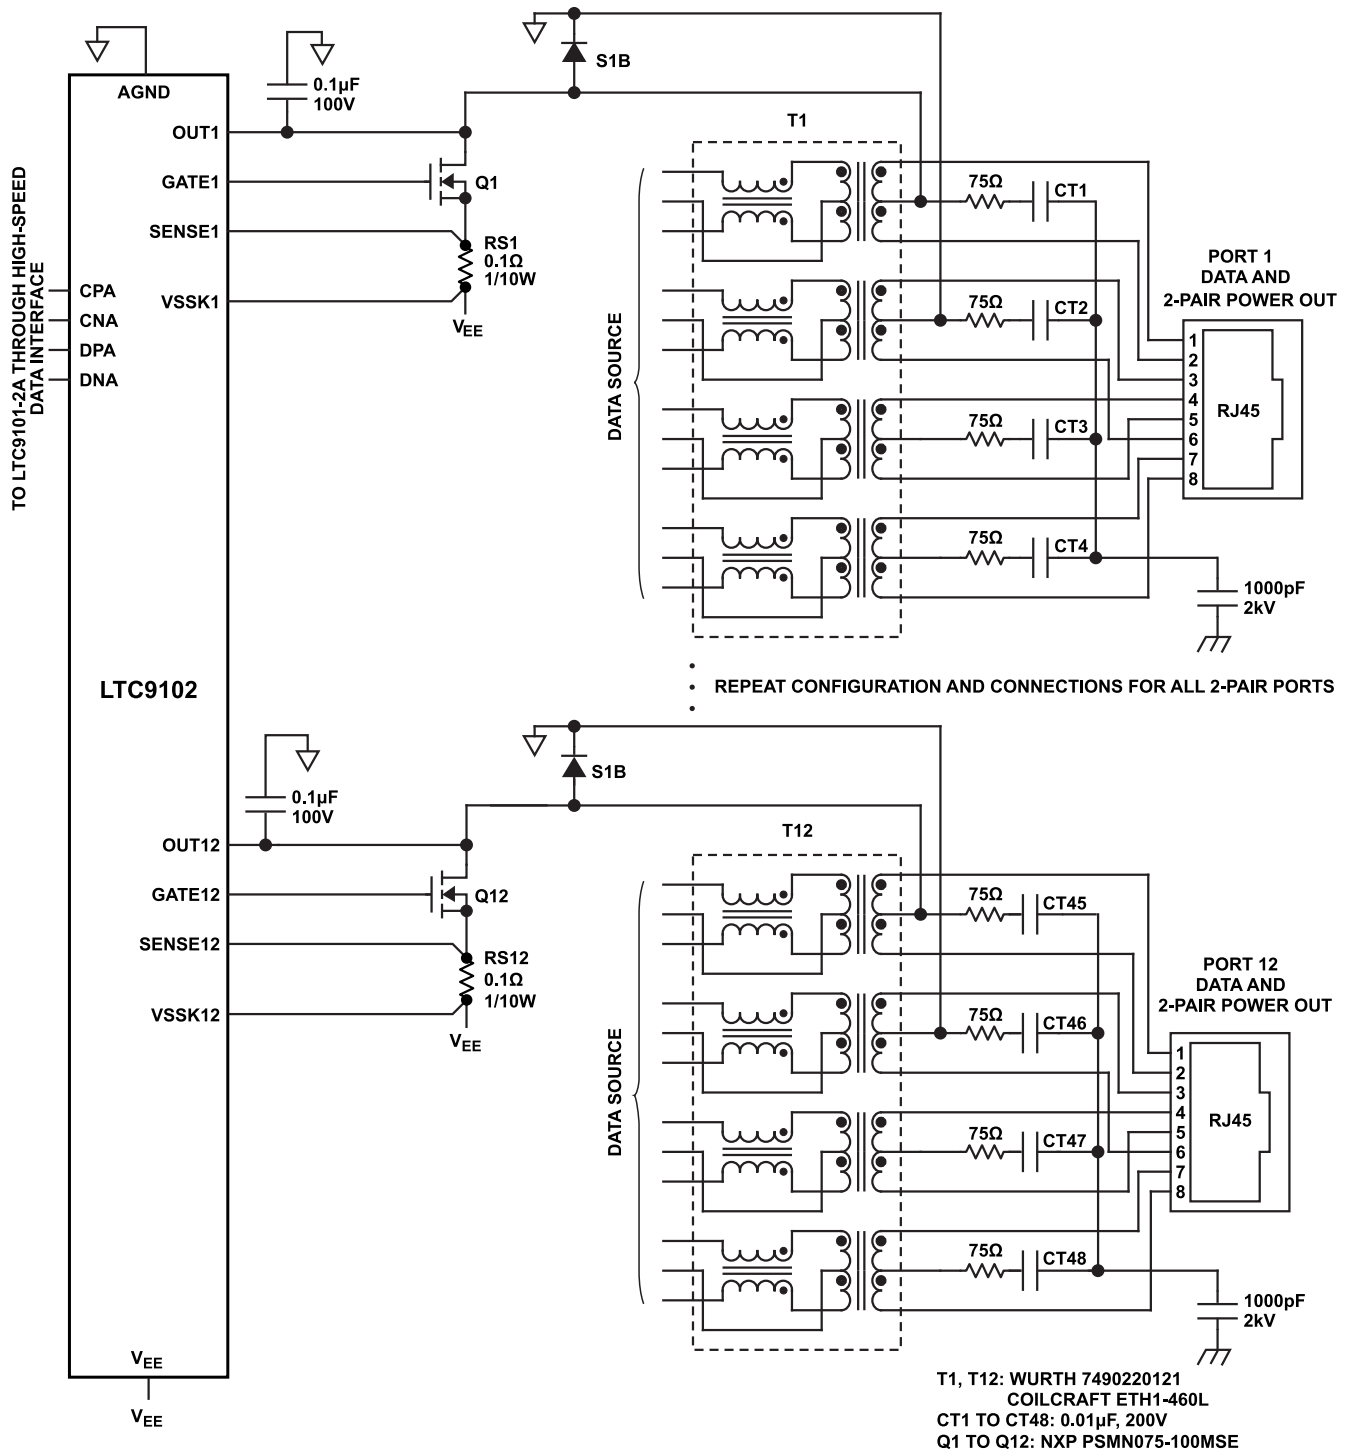 AGND
0.1µF
100V
S1B
OUT1
GATE1
Q1
SENSE1
RS1
0.1Ω
1/10W
VSSK1
VEE
TO LTC9101-2A THROUGH HIGH-SPEED
DATA INTERFACE
CPA
CNA
DPA
DNA
T1
DATA SOURCE
75Ω
CT1
75Ω
CT2
75Ω
CT3
75Ω
CT4
PORT 1
DATA AND
2-PAIR POWER OUT
1
2
3
4
5
6
7
8
RJ45
1000pF
2kV
LTC9102
REPEAT CONFIGURATION AND CONNECTIONS FOR ALL 2-PAIR PORTS
0.1µF
100V
S1B
OUT12
GATE12
Q12
SENSE12
RS12
0.1Ω
1/10W
VSSK12
VEE
T12
DATA SOURCE
75Ω
CT45
75Ω
CT46
75Ω
CT47
75Ω
CT48
PORT 12
DATA AND
2-PAIR POWER OUT
1
2
3
4
5
6
7
8
RJ45
1000pF
2kV
VEE
VEE
T1, T12: WURTH 7490220121
COILCRAFT ETH1-460L
CT1 TO CT48: 0.01µF, 200V
Q1 TO Q12: NXP PSMN075-100MSE